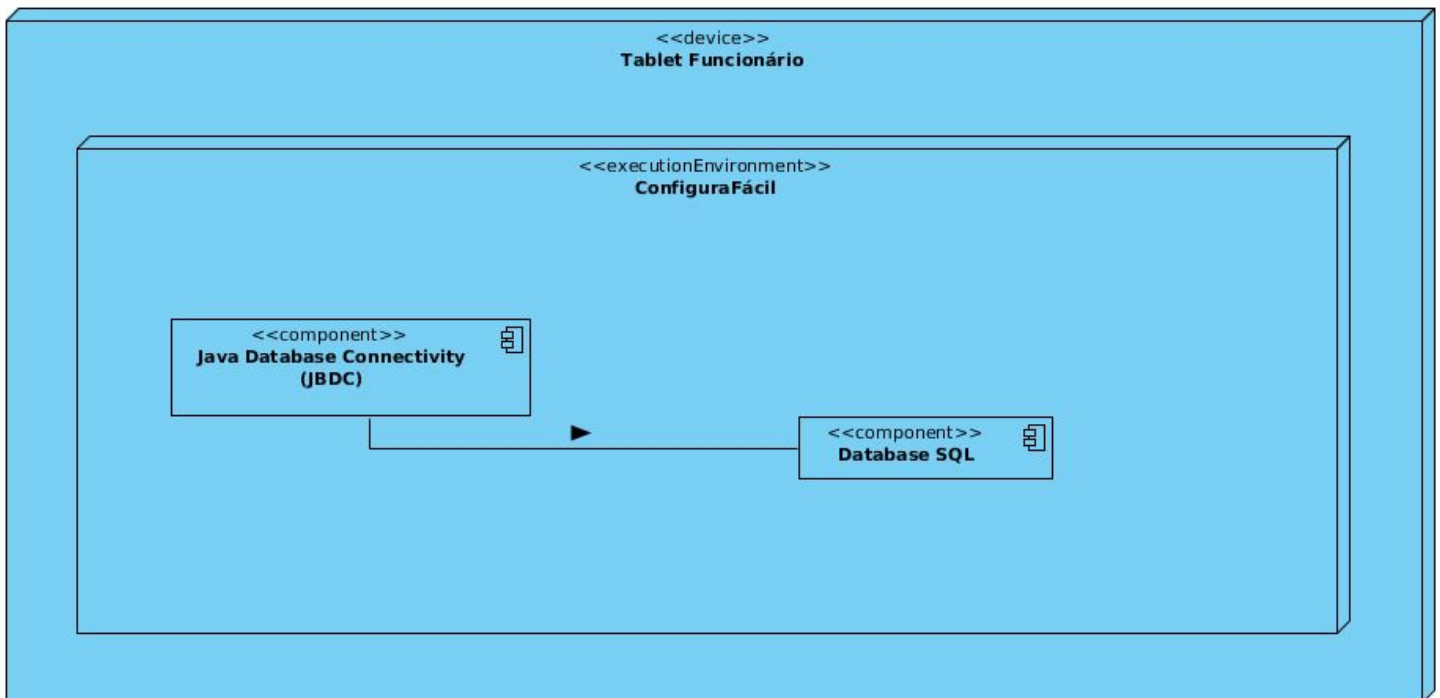 <<device>>
Tablet Funcionário
<<executionEnvironment>>
ConfiguraFácil
<<component>>
Java Database Connectivity
(JBDC)
<<component>>
Database SQL